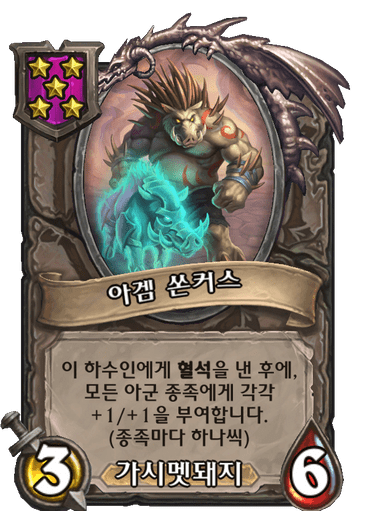 아겜 쏜커스
이 하수인에게 혈석을 낸 후에,
모든 아군 종족에게 각각
+1/+1을 부여합니다.
(종족마다 하나씩)
3
가시멧돼지
6